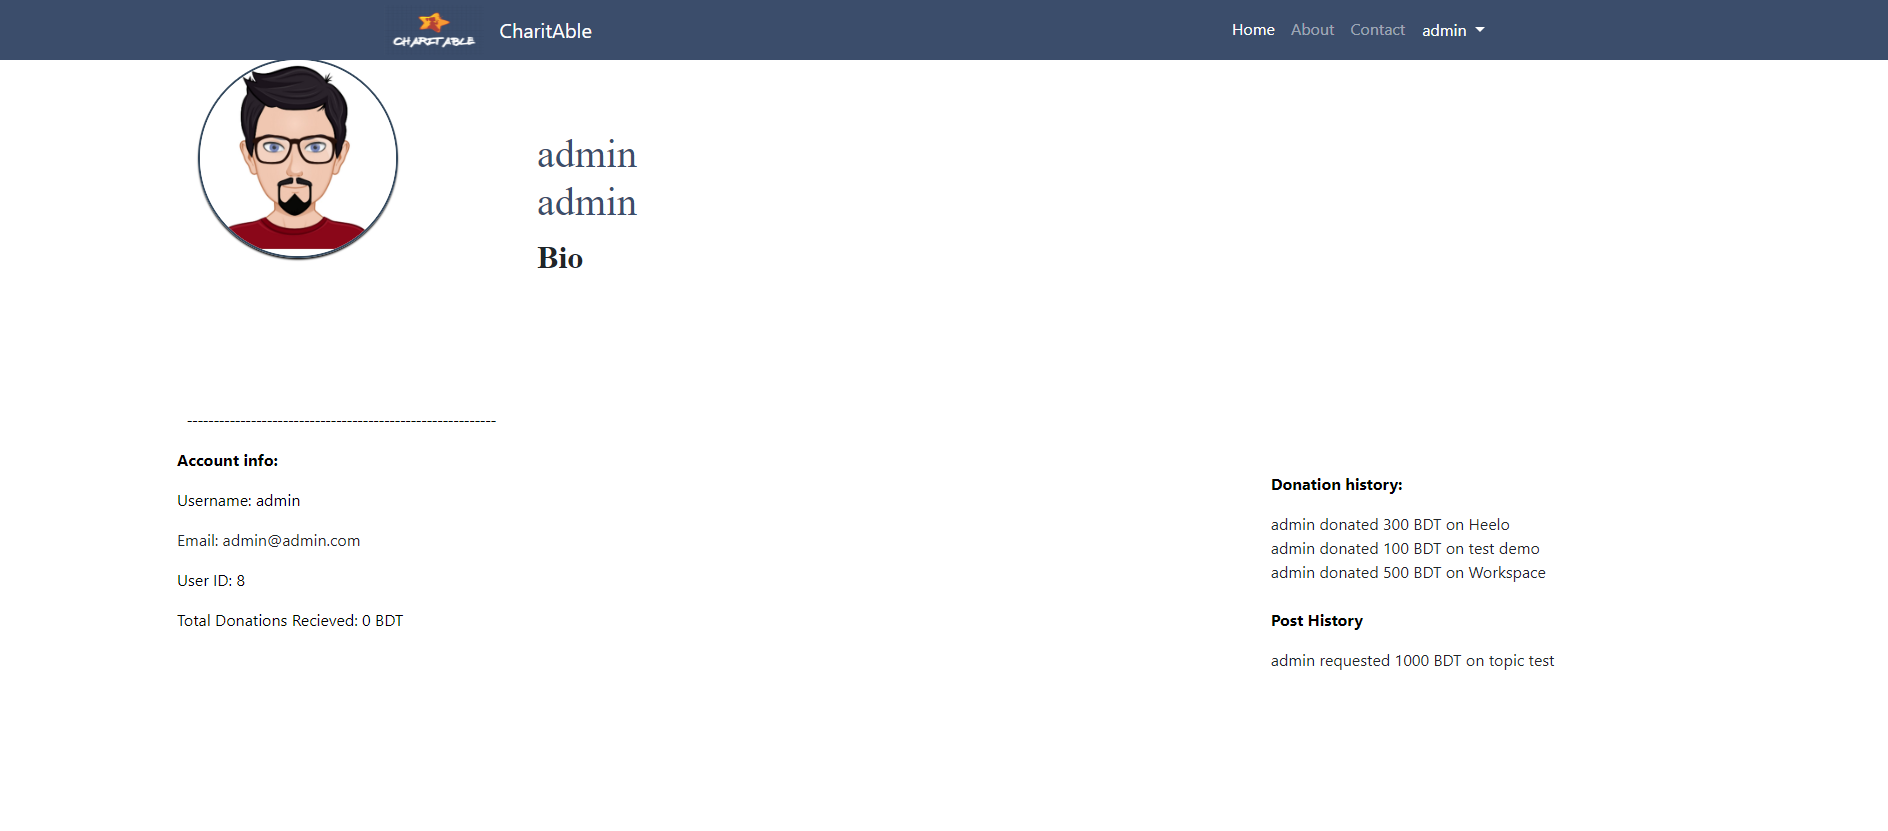 CHARITABLE
CharitAble
Home About Contact admin
admin
admin
Bio
----------------------------------------------------------
Account info:
Username: admin
Email: admin@admin.com
User ID: 8
Total Donations Recieved: 0 BDT
Donation history:
admin donated 300 BDT on Heelo
admin donated 100 BDT on test demo
admin donated 500 BDT on Workspace
Post History
admin requested 1000 BDT on topic test